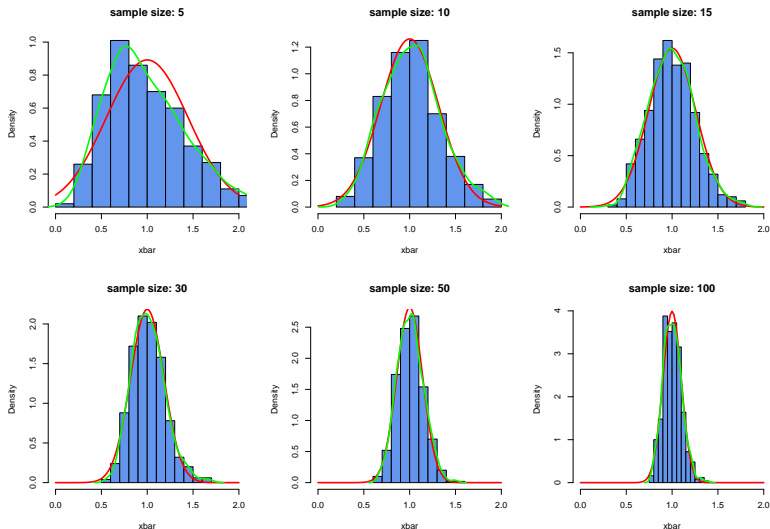 sample size: 5
Density
0.0 0.2 0.4 0.6 0.8 1.0
0.0 0.5 1.0 1.5 2.0
xbar
sample size: 10
Density
0.0 0.2 0.4 0.6 0.8 1.0 1.2
0.0 0.5 1.0 1.5 2.0
xbar
sample size: 15
Density
0.0 0.5 1.0 1.5
0.0 0.5 1.0 1.5 2.0
xbar
sample size: 30
Density
0.0 0.5 1.0 1.5 2.0
0.0 0.5 1.0 1.5 2.0
xbar
sample size: 50
Density
0.0 0.5 1.0 1.5 2.0 2.5
0.0 0.5 1.0 1.5 2.0
xbar
sample size: 100
Density
0 1 2 3 4
0.0 0.5 1.0 1.5 2.0
xbar